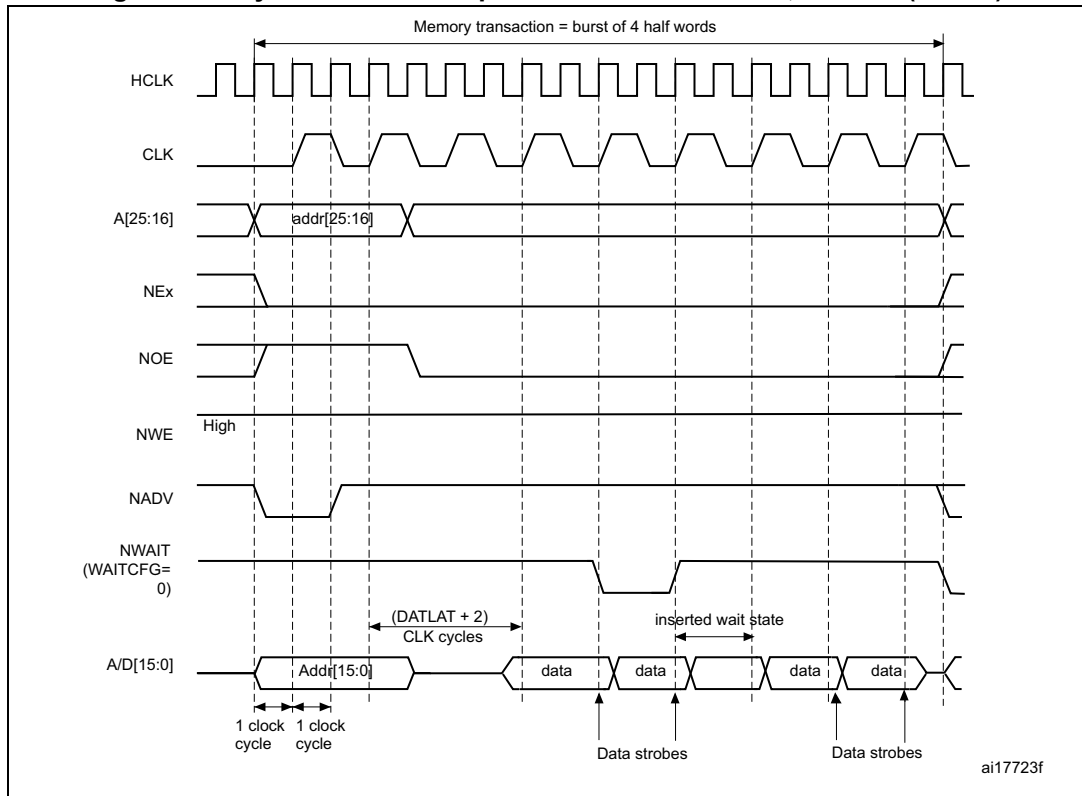 Memory transaction = burst of 4 half words
HCLK
CLK
A[25:16]
addr[25:16]
NEx
NOE
High
NWE
NADV
NWAIT
(WAITCFG=
0)
(DATLAT + 2)
CLK cycles
inserted wait state
A/D[15:0]
Addr[15:0]
data
data
data
data
1 clock
cycle
1 clock
cycle
Data strobes
Data strobes
ai17723f